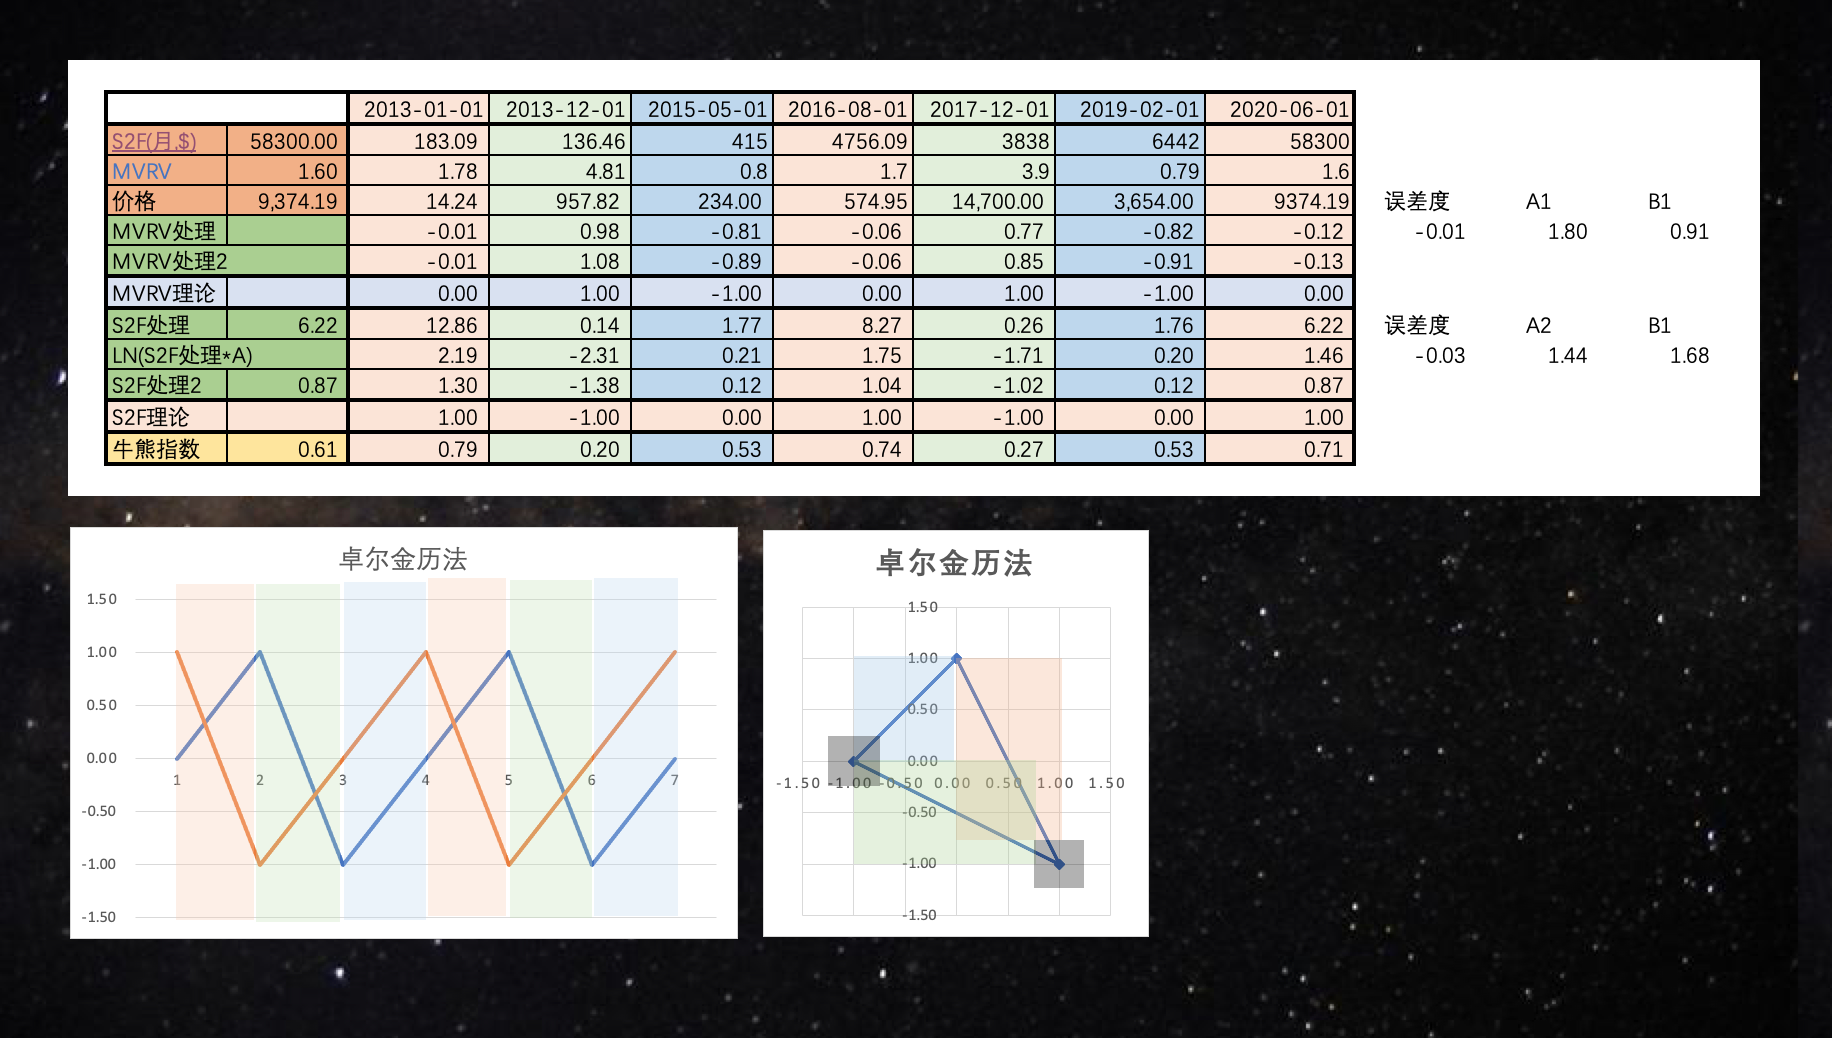 2013-01-01 2013-12-01 2015-05-01 2016-08-01 2017-12-01 2019-02-01 2020-06-01
S2F(月,$) 58300.00 183.09 136.46 415 4756.09 3838 6442 58300
MVRV 1.60 1.78 4.81 0.8 1.7 3.9 0.79 1.6
价格 9,374.19 14.24 957.82 234.00 574.95 14,700.00 3,654.00 9374.19 误差度 A1 B1
MVRV处理 -0.01 0.98 -0.81 -0.06 0.77 -0.82 -0.12 -0.01 1.80 0.91
MVRV处理2 -0.01 1.08 -0.89 -0.06 0.85 -0.91 -0.13
MVRV理论 0.00 1.00 -1.00 0.00 1.00 -1.00 0.00
S2F处理 6.22 12.86 0.14 1.77 8.27 0.26 1.76 6.22 误差度 A2 B1
LN(S2F处理*A) 2.19 -2.31 0.21 1.75 -1.71 0.20 1.46 -0.03 1.44 1.68
S2F处理2 0.87 1.30 -1.38 0.12 1.04 -1.02 0.12 0.87
S2F理论 1.00 -1.00 0.00 1.00 -1.00 0.00 1.00
牛熊指数 0.61 0.79 0.20 0.53 0.74 0.27 0.53 0.71
卓尔金历法
1.50
1.00
0.50
0.00
1 2 3 4 5 6 7
-0.50
-1.00
-1.50
卓尔金历法
1.50
1.00
0.50
0.00
-1.50 -1.00 -0.50 0.00 0.50 1.00 1.50
-0.50
-1.00
-1.50